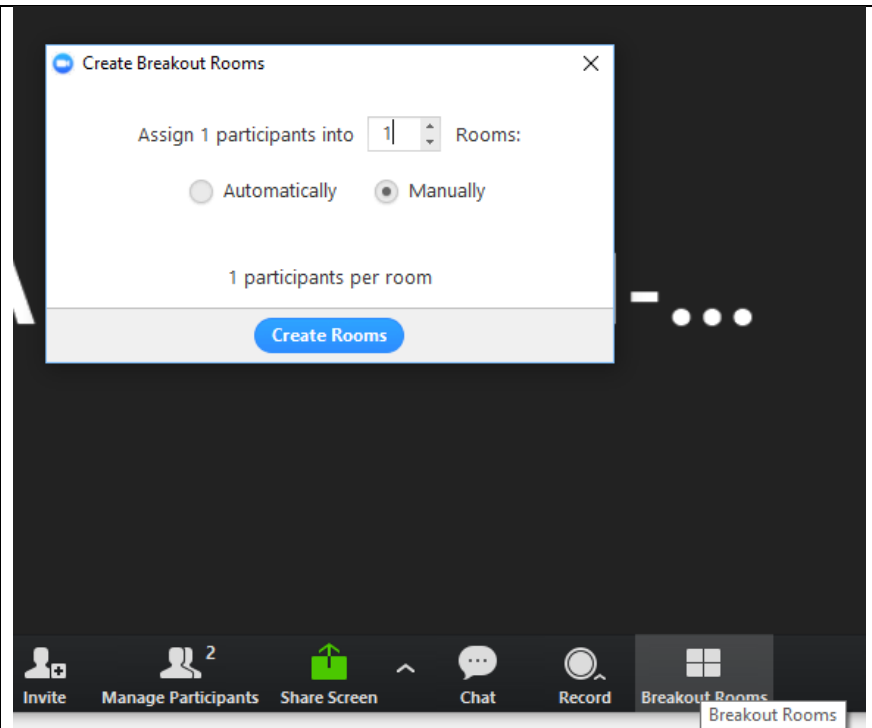 Create Breakout Rooms
Assign 1 participants into 1 Rooms:
Automatically Manually
1 participants per room
-...
Create Rooms
2
Invite Manage Participants Share Screen Chat Record Breakout Rooms
Breakout Rooms